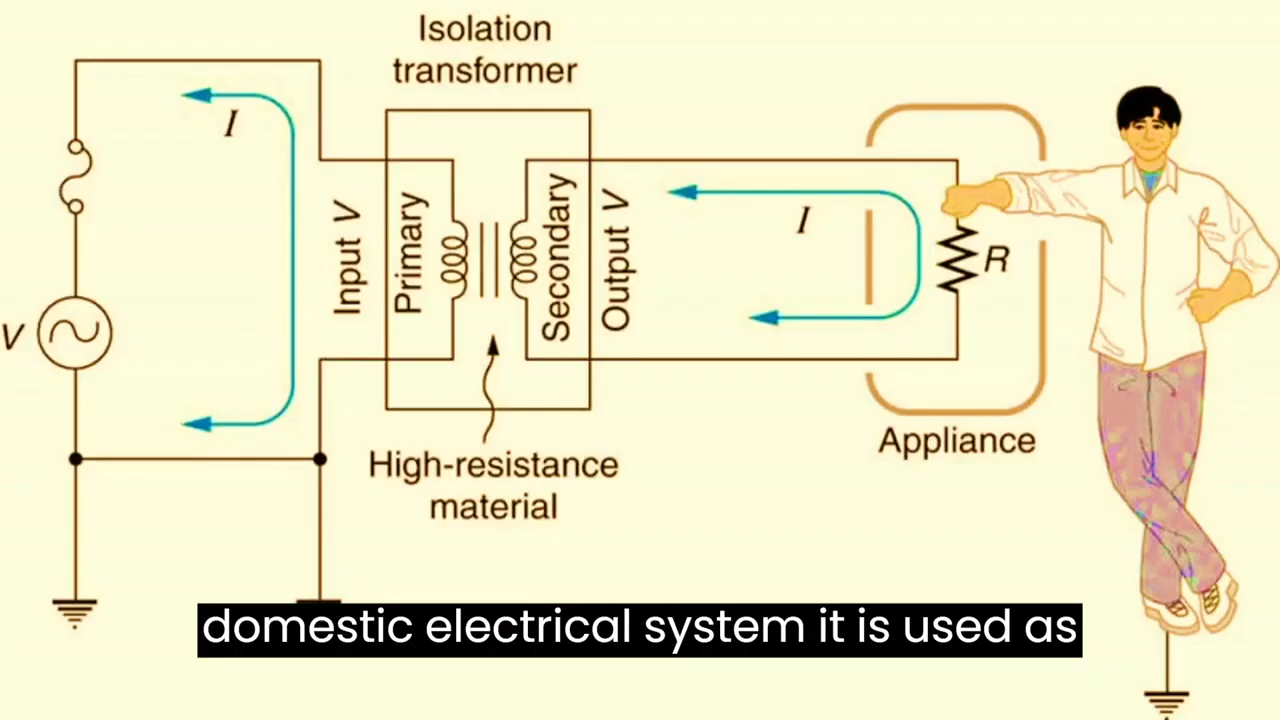 Isolation
transformer
I
Input V
Primary
Secondary
Output V
I
R
V
High-resistance
material
Appliance
domestic electrical system it is used as